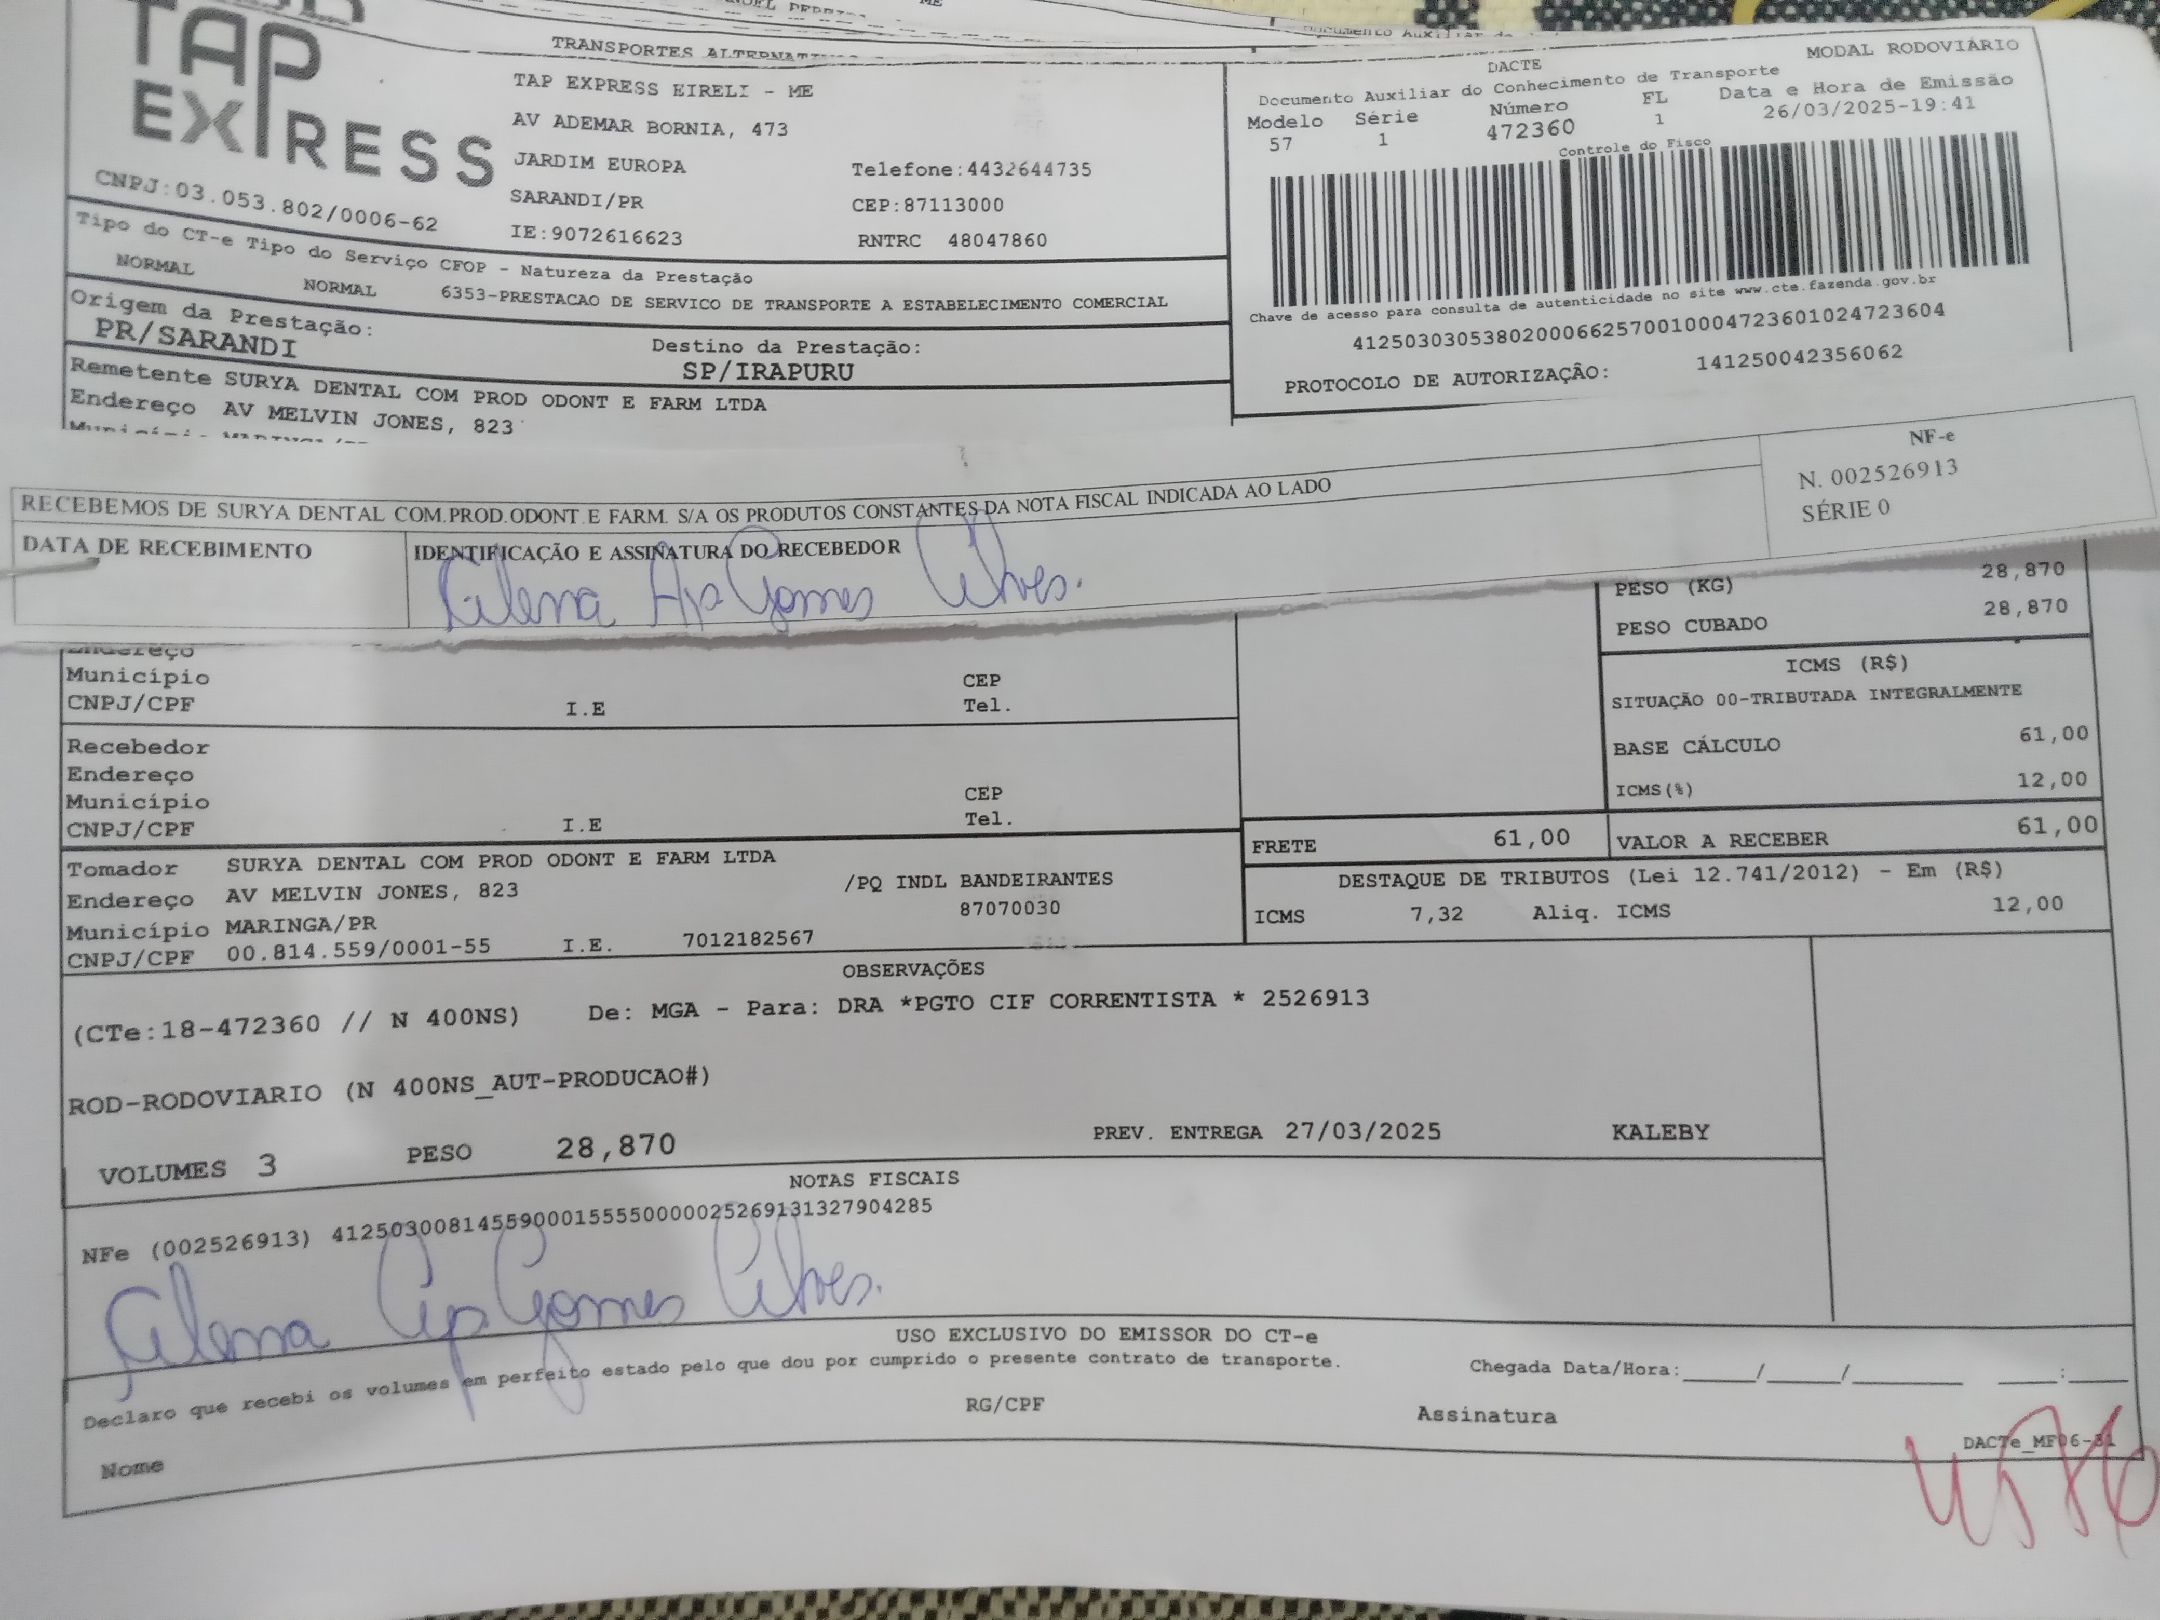 TRANSPORTES
TAP
EXPRESS
CNPJ:03.053.802/0006-62
TAP EXPRESS EIRELI - ME
AV ADEMAR BORNIA, 473
JARDIM EUROPA
Telefone:4432644735
SARANDI/PR
CEP:87113000
IE:9072616623
RNTRC 48047860
DACTE
MODAL RODOVIÁRIO
Documento Auxiliar do Conhecimento de Transporte
Modelo Série Número FL Data e Hora de Emissão
57 1 472360 1 26/03/2025-19:41
Controle do Fisco
Chave de acesso para consulta de autenticidade no site www.cte.fazenda.gov.br
41250303053802000662570010004723601024723604
PROTOCOLO DE AUTORIZAÇÃO: 141250042356062
Tipo do CT-e Tipo do Serviço CFOP - Natureza da Prestação
NORMAL NORMAL 6353-PRESTACAO DE SERVICO DE TRANSPORTE A ESTABELECIMENTO COMERCIAL
Origem da Prestação:
PR/SARANDI
Destino da Prestação:
SP/IRAPURU
Remetente SURYA DENTAL COM PROD ODONT E FARM LTDA
Endereço AV MELVIN JONES, 823
RECEBEMOS DE SURYA DENTAL COM.PROD.ODONT.E FARM. S/A OS PRODUTOS CONSTANTES DA NOTA FISCAL INDICADA AO LADO
NF-e
N. 002526913
SÉRIE 0
DATA DE RECEBIMENTO
IDENTIFICAÇÃO E ASSINATURA DO RECEBEDOR
Gomes Alves.
PESO (KG) 28,870
PESO CUBADO 28,870
Endereço
Município CEP
CNPJ/CPF I.E Tel.
Recebedor
Endereço
Município CEP
CNPJ/CPF I.E Tel.
ICMS (R$)
SITUAÇÃO 00-TRIBUTADA INTEGRALMENTE
BASE CÁLCULO 61,00
ICMS(%) 12,00
FRETE 61,00 VALOR A RECEBER 61,00
DESTAQUE DE TRIBUTOS (Lei 12.741/2012) - Em (R$)
ICMS 7,32 Aliq. ICMS 12,00
Tomador SURYA DENTAL COM PROD ODONT E FARM LTDA
Endereço AV MELVIN JONES, 823 /PQ INDL BANDEIRANTES
Município MARINGA/PR 87070030
CNPJ/CPF 00.814.559/0001-55 I.E. 7012182567
OBSERVAÇÕES
(CTe:18-472360 // N 400NS) De: MGA - Para: DRA *PGTO CIF CORRENTISTA * 2526913
ROD-RODOVIARIO (N 400NS_AUT-PRODUCAO#)
VOLUMES 3 PESO 28,870 PREV. ENTREGA 27/03/2025 KALEBY
NOTAS FISCAIS
NFe (002526913) 41250300814559000155550000025269131327904285
Gomes Alves.
USO EXCLUSIVO DO EMISSOR DO CT-e
Declaro que recebi os volumes em perfeito estado pelo que dou por cumprido o presente contrato de transporte.
Chegada Data/Hora:_____/_____/________ ____:____
Nome RG/CPF Assinatura